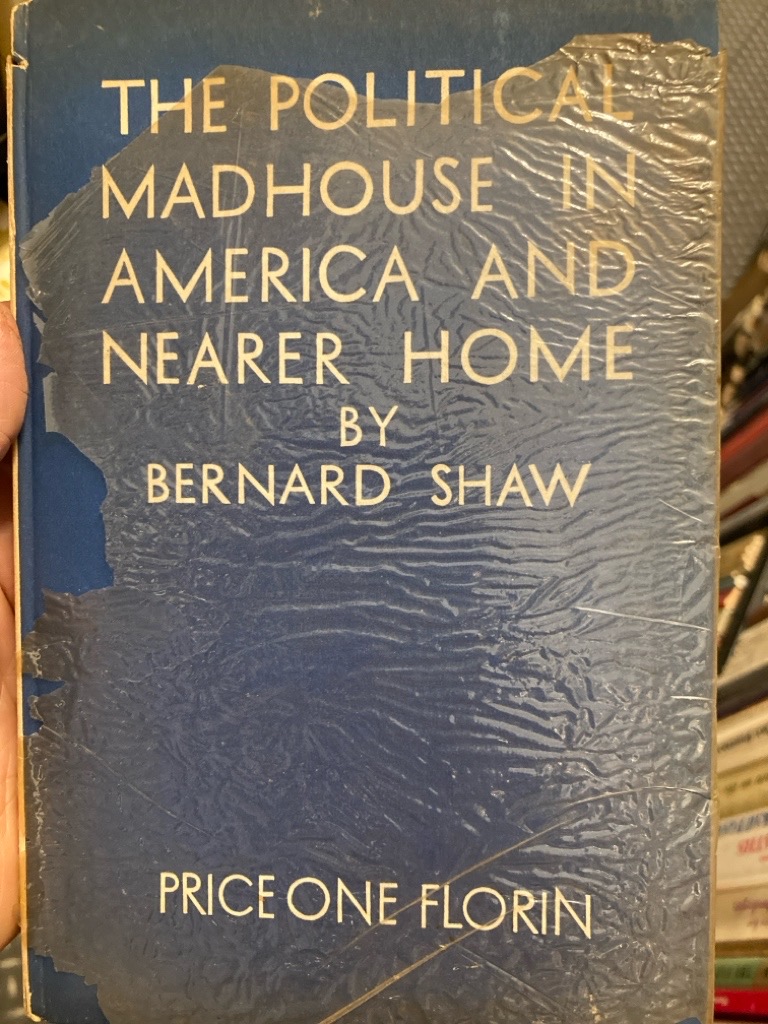 THE POLITICAL
MADHOUSE IN
AMERICA AND
NEARER HOME
BY
BERNARD SHAW
PRICE ONE FLORIN